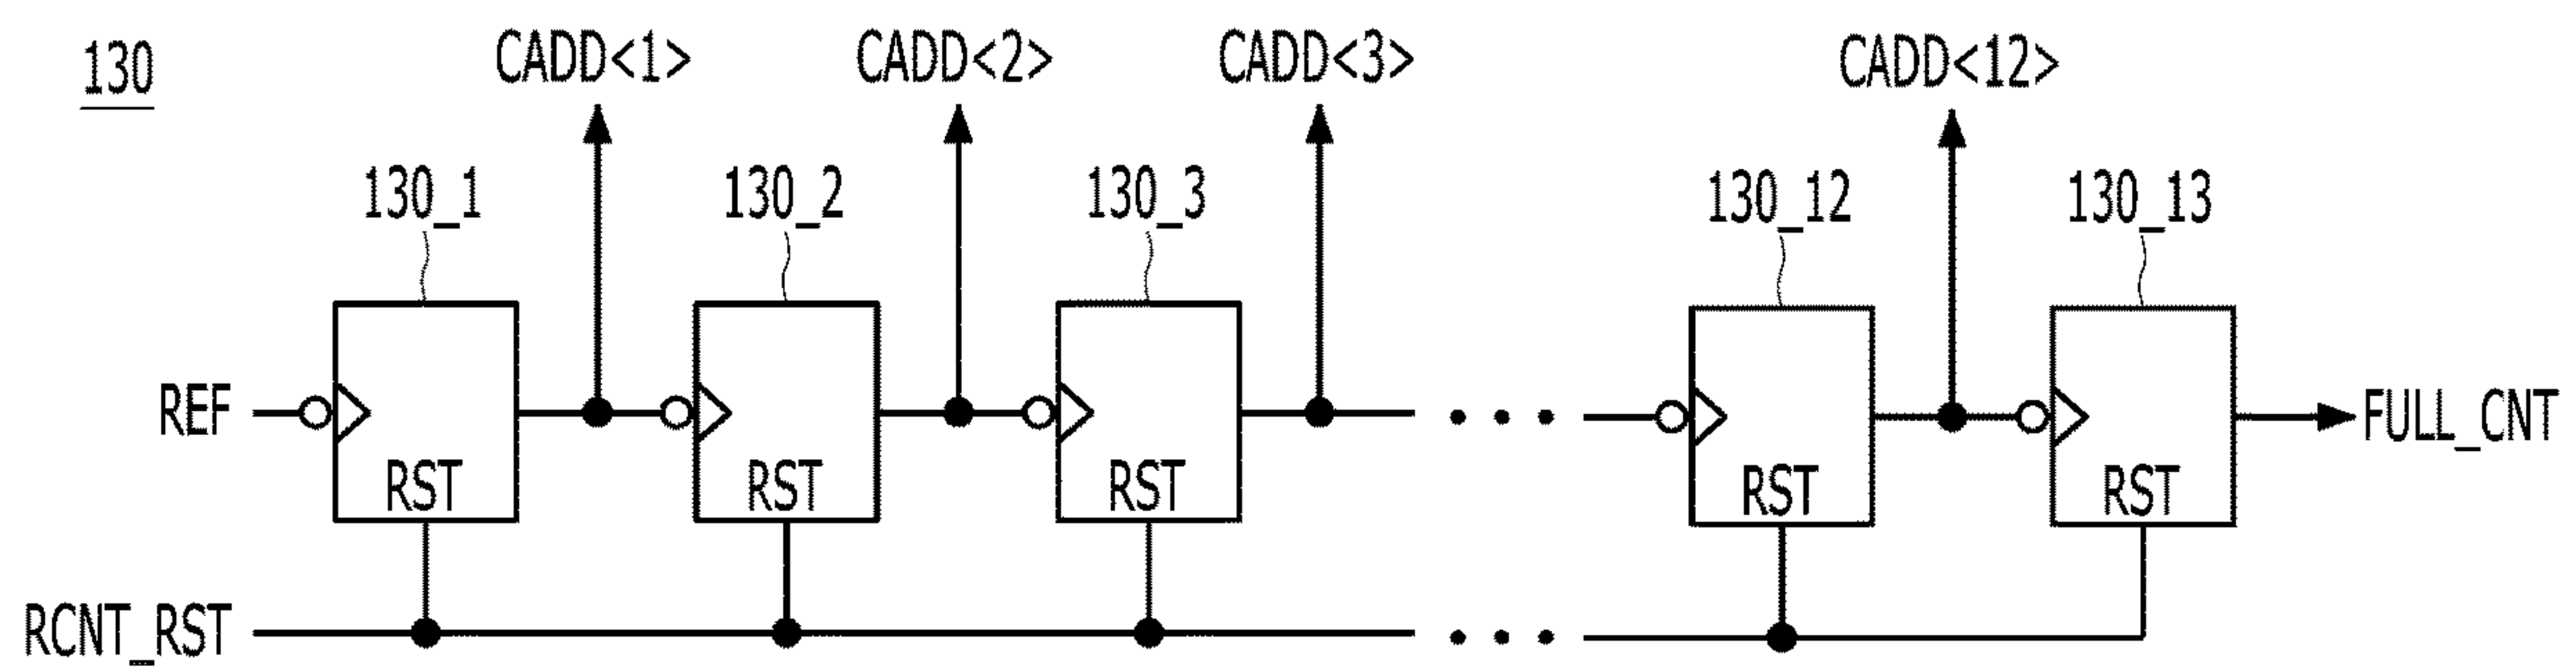 130
CADD<1>
CADD<2>
CADD<3>
CADD<12>
130_1
130_2
130_3
130_12
130_13
REF
FULL_CNT
RST
RST
RST
RST
RST
RCNT_RST